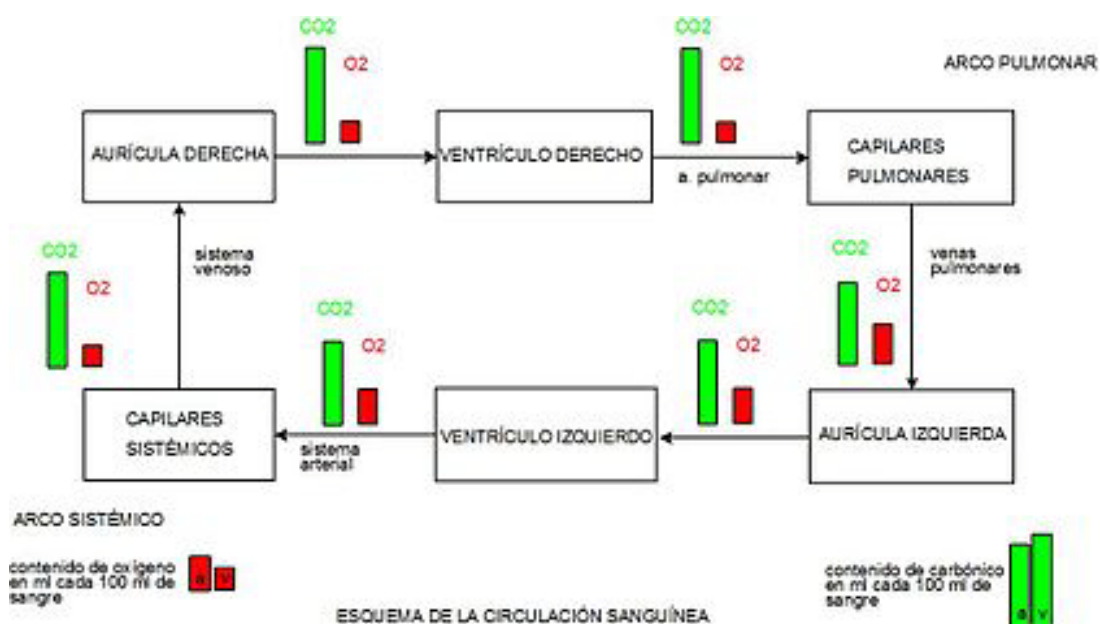 CO2
O2
CO2
O2
ARCO PULMONAR
AURÍCULA DERECHA
VENTRÍCULO DERECHO
a. pulmonar
CAPILARES
PULMONARES
CO2
O2
sistema
venoso
CO2
O2
CO2
O2
CO2
O2
venas
pulmonares
CAPILARES
SISTÉMICOS
sistema
arterial
VENTRÍCULO IZQUIERDO
AURÍCULA IZQUIERDA
ARCO SISTÉMICO
contenido de oxígeno
en ml cada 100 ml de
sangre
a v
contenido de carbónico
en ml cada 100 ml de
sangre
a v
ESQUEMA DE LA CIRCULACIÓN SANGUÍNEA